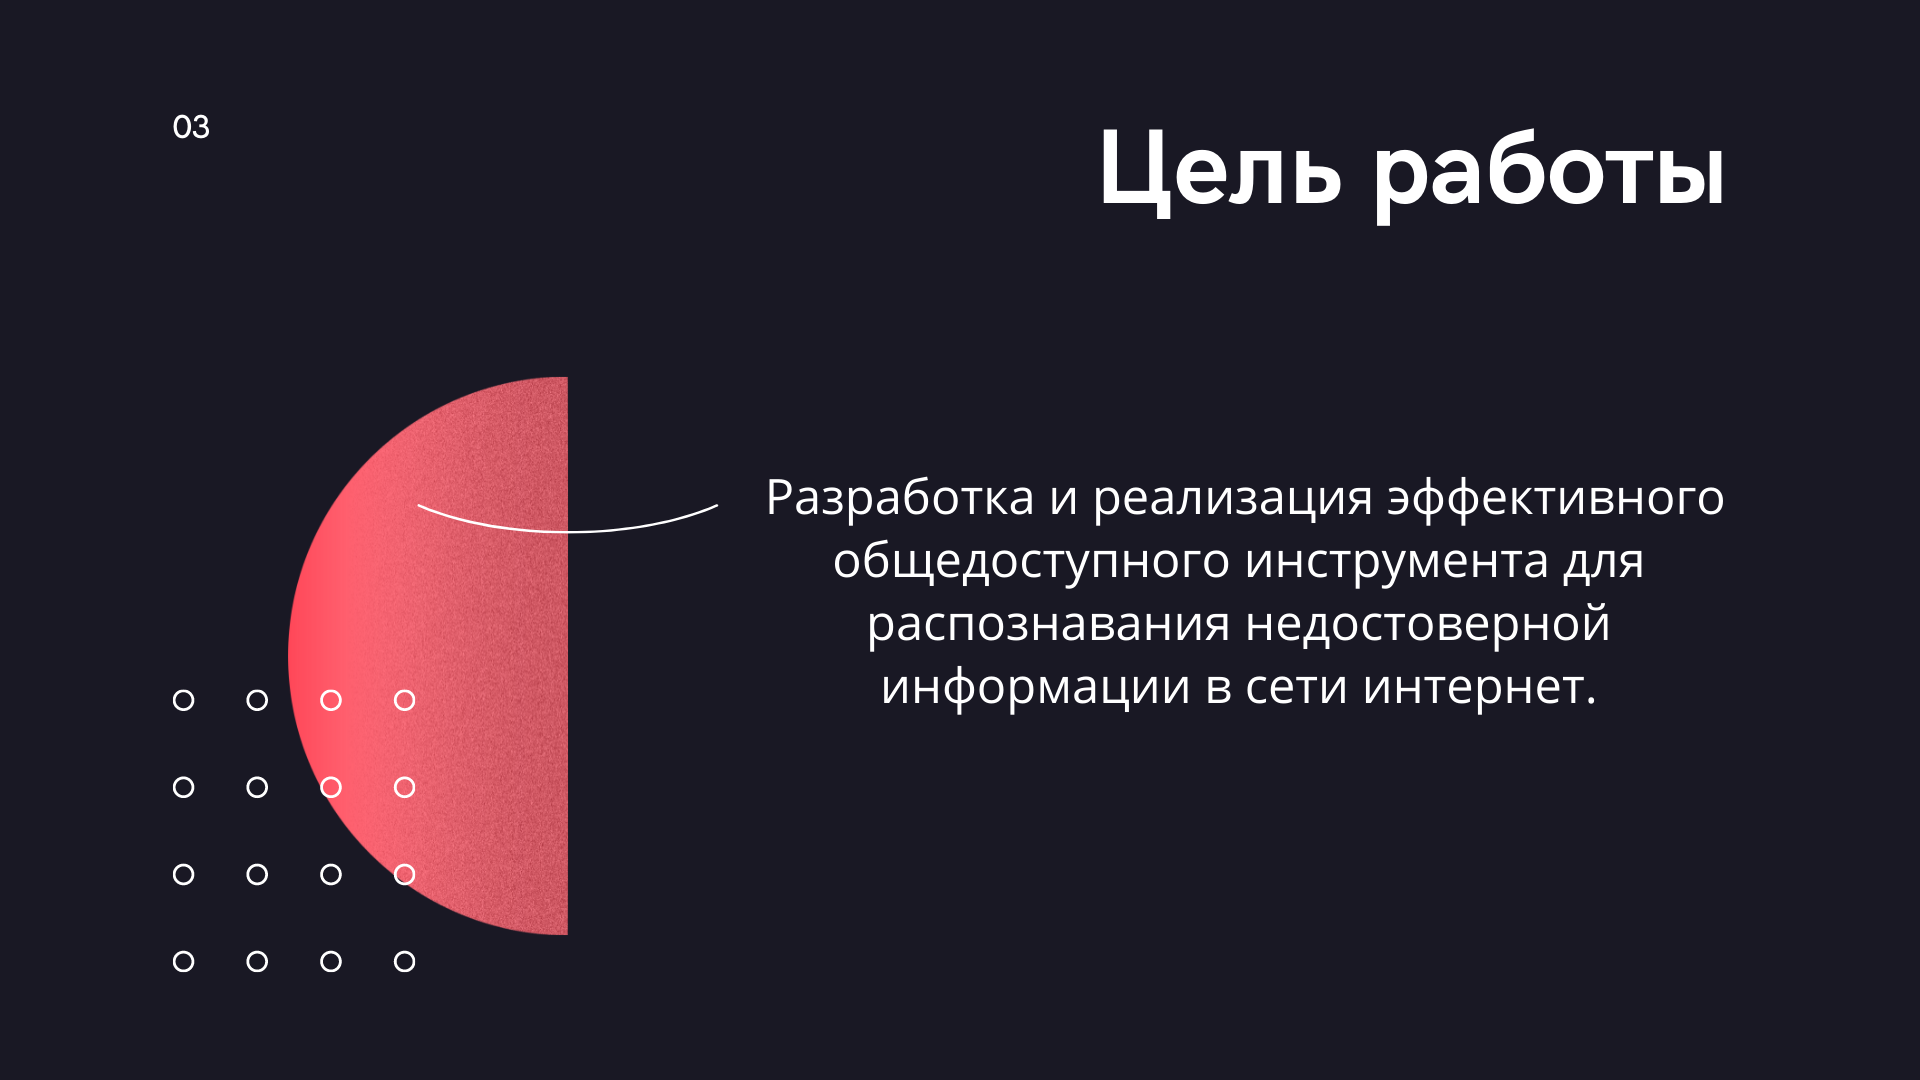 03
Цель работы
Разработка и реализация эффективного
общедоступного инструмента для
распознавания недостоверной
информации в сети интернет.